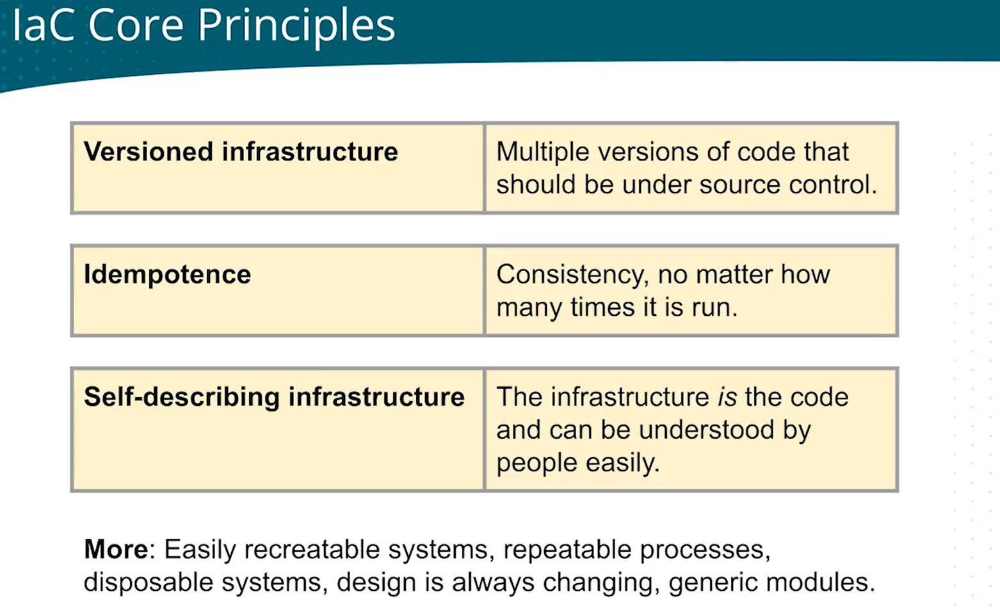 IaC Core Principles
Versioned infrastructure
Multiple versions of code that
should be under source control.
Idempotence
Consistency, no matter how
many times it is run.
Self-describing infrastructure
The infrastructure is the code
and can be understood by
people easily.
More: Easily recreatable systems, repeatable processes,
disposable systems, design is always changing, generic modules.